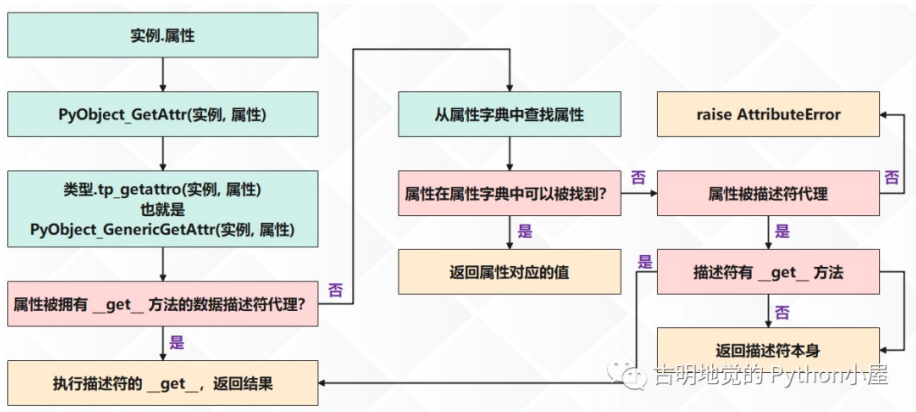 实例.属性
PyObject_GetAttr(实例, 属性)
类型.tp_getattro(实例, 属性)
也就是
PyObject_GenericGetAttr(实例, 属性)
属性被拥有 __get__ 方法的数据描述符代理?
否
是
执行描述符的 __get__，返回结果
从属性字典中查找属性
属性在属性字典中可以被找到?
否
是
返回属性对应的值
raise AttributeError
属性被描述符代理
否
是
描述符有 __get__ 方法
是
否
返回描述符本身
古明地觉的 Python小屋